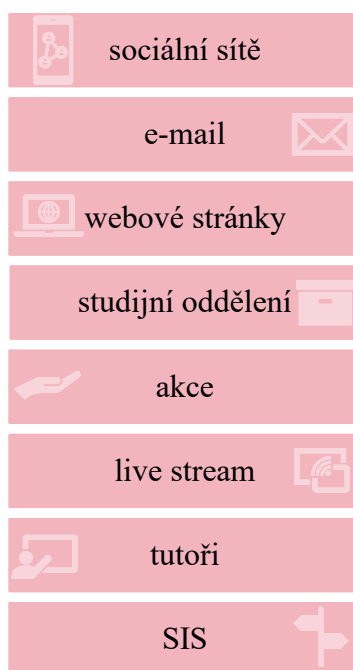 sociální sítě
e-mail
webové stránky
studijní oddělení
akce
live stream
tutoři
SIS